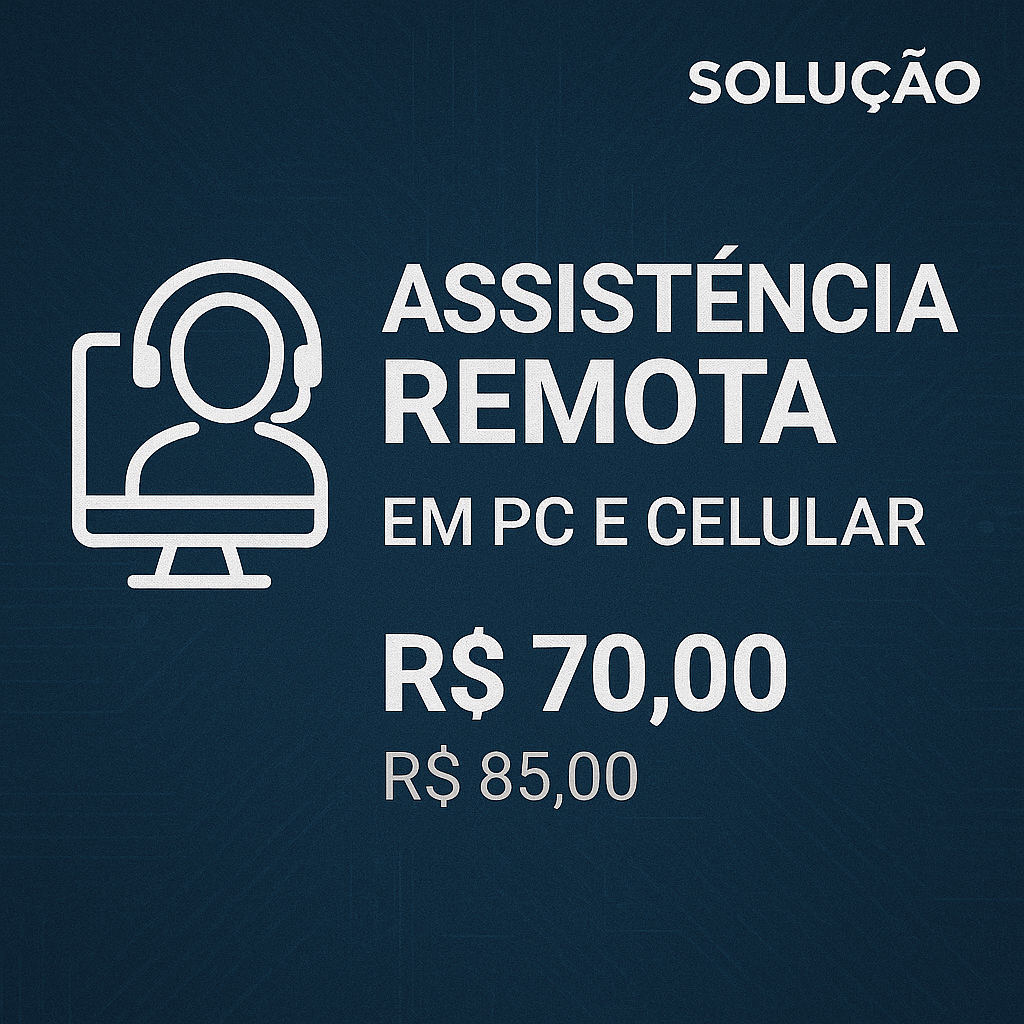 SOLUÇÃO
ASSISTÉNCIA
REMOTA
EM PC E CELULAR
R$ 70,00
R$ 85,00